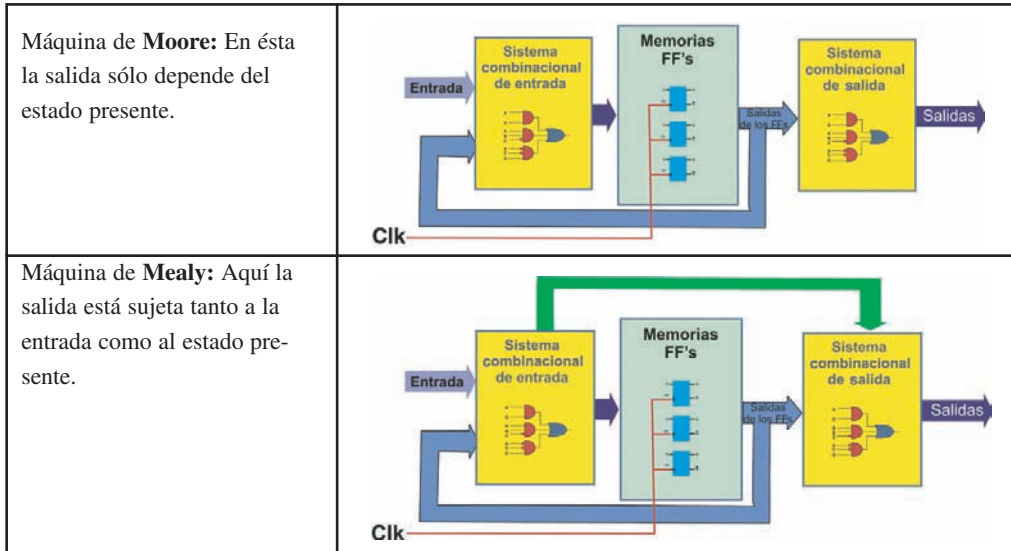 Máquina de Moore: En ésta
la salida sólo depende del
estado presente.
Entrada
Sistema
combinacional
de entrada
Memorias
FF's
Salidas
de los FFs
Sistema
combinacional
de salida
Salidas
Clk
Máquina de Mealy: Aquí la
salida está sujeta tanto a la
entrada como al estado pre-
sente.
Entrada
Sistema
combinacional
de entrada
Memorias
FF's
Salidas
de los FFs
Sistema
combinacional
de salida
Salidas
Clk